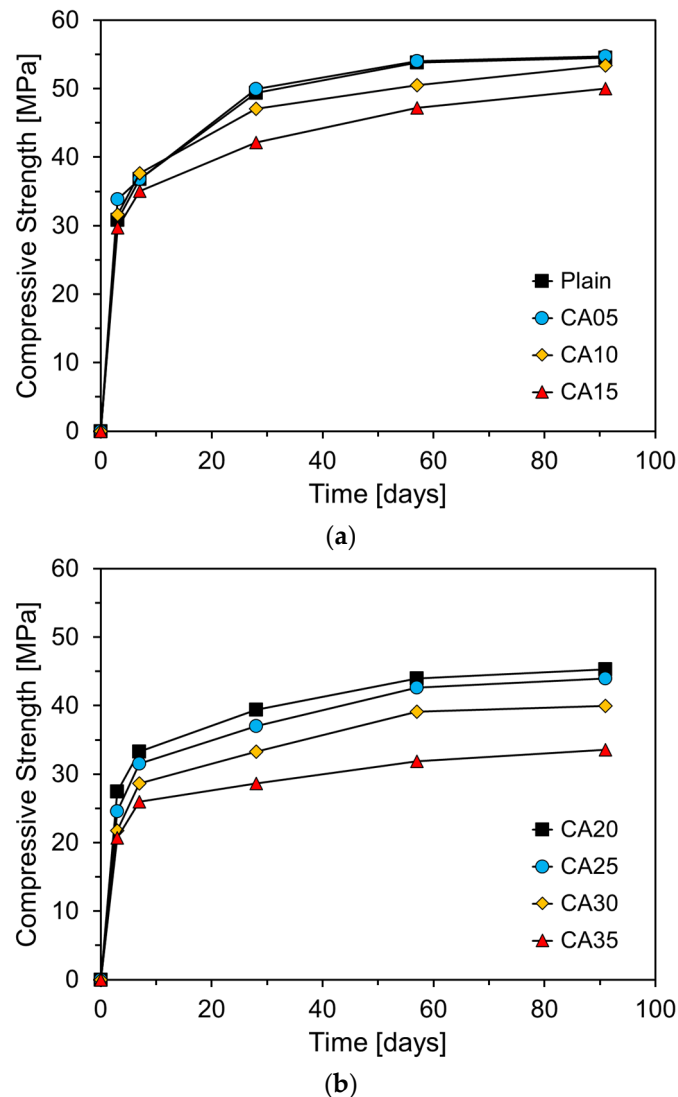 60
50
40
30
20
10
0
Compressive Strength [MPa]
Plain
CA05
CA10
CA15
0 20 40 60 80 100
Time [days]
(a)
60
50
40
30
20
10
0
Compressive Strength [MPa]
CA20
CA25
CA30
CA35
0 20 40 60 80 100
Time [days]
(b)